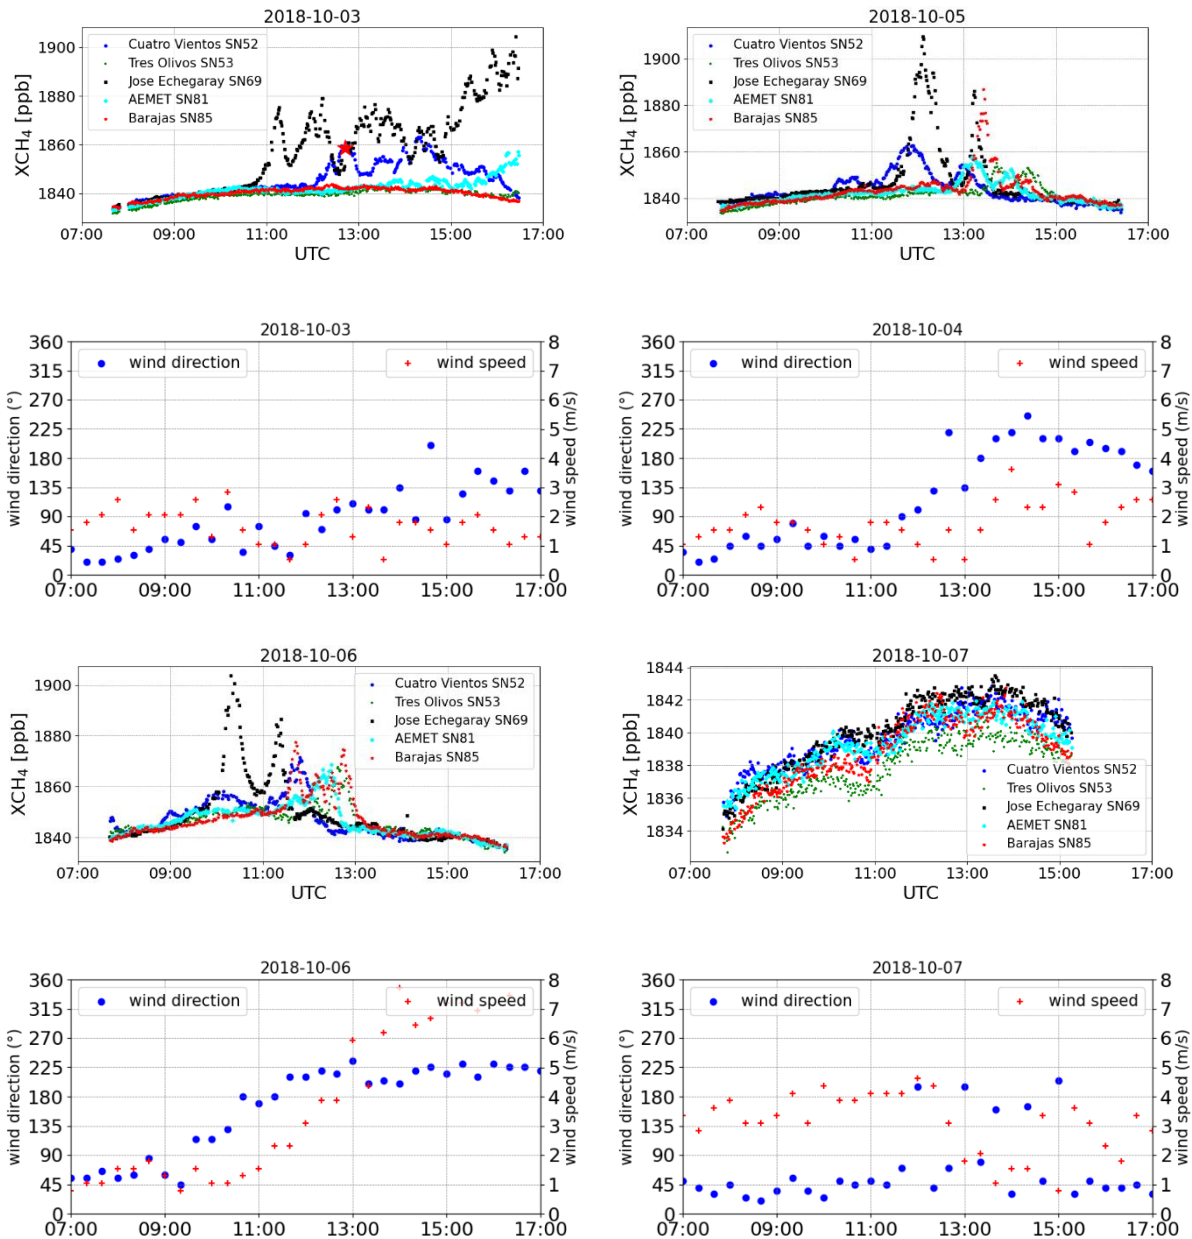 2018-10-03
XCH₄ [ppb]
1900
1880
1860
1840
Cuatro Vientos SN52
Tres Olivos SN53
Jose Echegaray SN69
AEMET SN81
Barajas SN85
07:00 09:00 11:00 13:00 15:00 17:00
UTC
2018-10-05
XCH₄ [ppb]
1900
1880
1860
1840
Cuatro Vientos SN52
Tres Olivos SN53
Jose Echegaray SN69
AEMET SN81
Barajas SN85
07:00 09:00 11:00 13:00 15:00 17:00
UTC
2018-10-03
wind direction (°)
360
315
270
225
180
135
90
45
0
wind direction
wind speed
8
7
6
5
4
3
2
1
0
wind speed (m/s)
07:00 09:00 11:00 13:00 15:00 17:00
2018-10-04
wind direction (°)
360
315
270
225
180
135
90
45
0
wind direction
wind speed
8
7
6
5
4
3
2
1
0
wind speed (m/s)
07:00 09:00 11:00 13:00 15:00 17:00
2018-10-06
XCH₄ [ppb]
1900
1880
1860
1840
Cuatro Vientos SN52
Tres Olivos SN53
Jose Echegaray SN69
AEMET SN81
Barajas SN85
07:00 09:00 11:00 13:00 15:00 17:00
UTC
2018-10-07
XCH₄ [ppb]
1844
1842
1840
1838
1836
1834
Cuatro Vientos SN52
Tres Olivos SN53
Jose Echegaray SN69
AEMET SN81
Barajas SN85
07:00 09:00 11:00 13:00 15:00 17:00
UTC
2018-10-06
wind direction (°)
360
315
270
225
180
135
90
45
0
wind direction
wind speed
8
7
6
5
4
3
2
1
0
wind speed (m/s)
07:00 09:00 11:00 13:00 15:00 17:00
2018-10-07
wind direction (°)
360
315
270
225
180
135
90
45
0
wind direction
wind speed
8
7
6
5
4
3
2
1
0
wind speed (m/s)
07:00 09:00 11:00 13:00 15:00 17:00